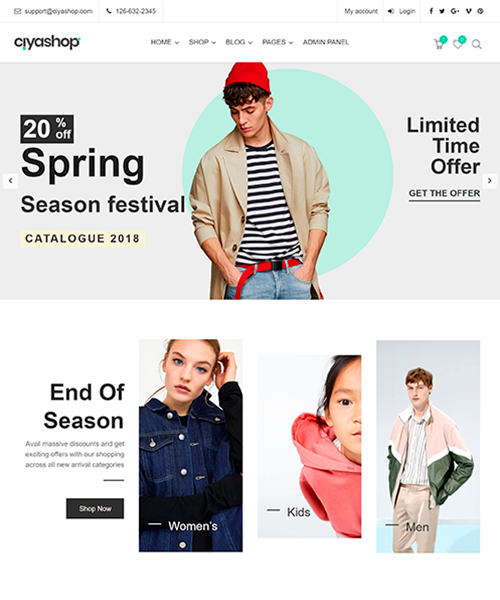 support@ciyashop.com
126-632-2345
My account
Login
ciyashop
HOME
SHOP
BLOG
PAGES
ADMIN PANEL
20 % off
Spring
Season festival
CATALOGUE 2018
Limited
Time
Offer
GET THE OFFER
End Of
Season
Avail massive discounts and get
exciting offers with our shopping
across all new arrival categories
Shop Now
Women's
Kids
Men